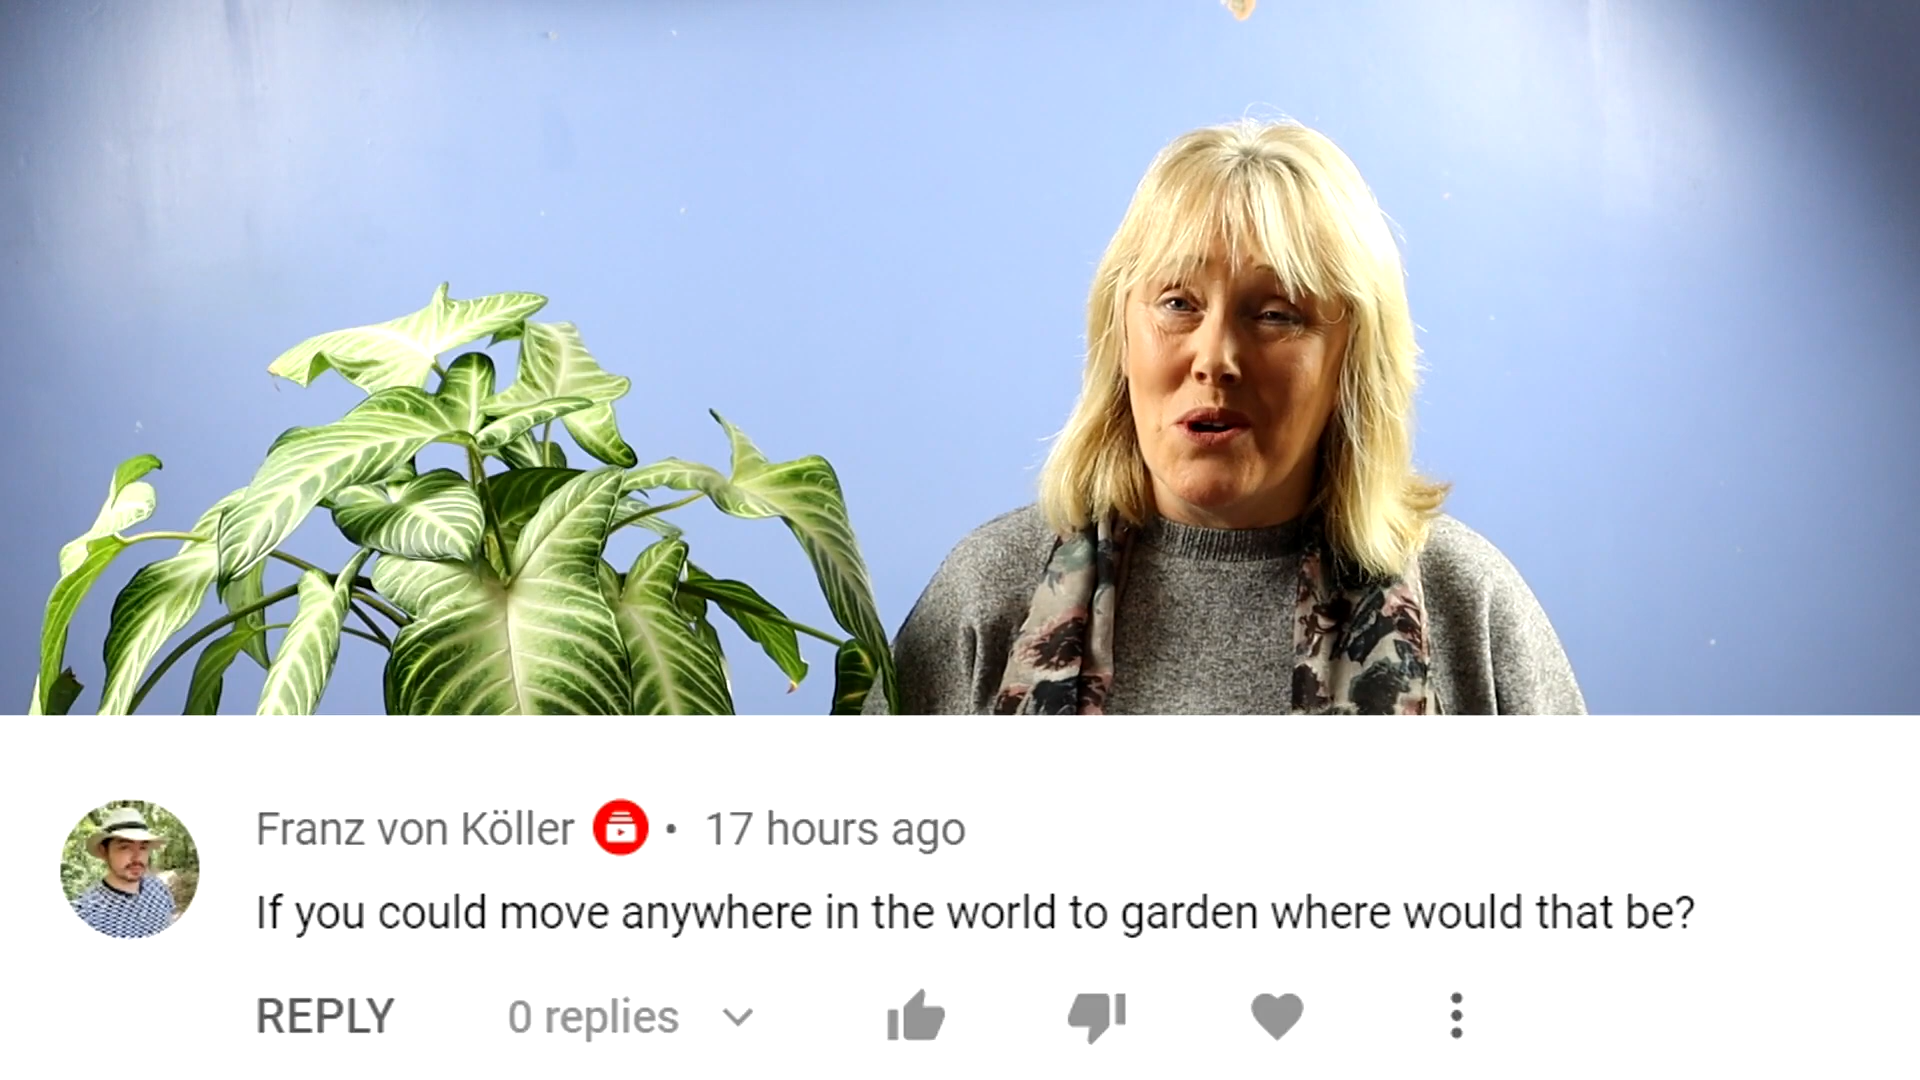 Franz von Köller • 17 hours ago
If you could move anywhere in the world to garden where would that be?
REPLY 0 replies